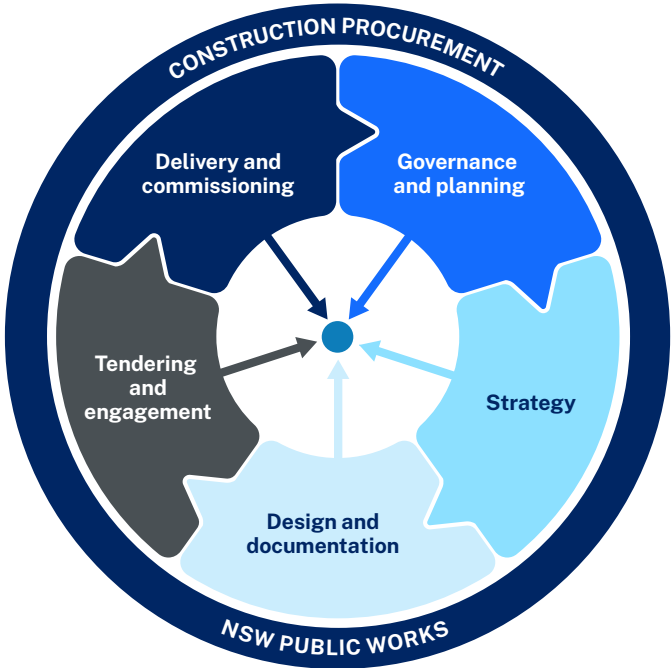 CONSTRUCTION PROCUREMENT
Delivery and
commissioning
Governance
and planning
Tendering
and
engagement
Strategy
Design and
documentation
NSW PUBLIC WORKS